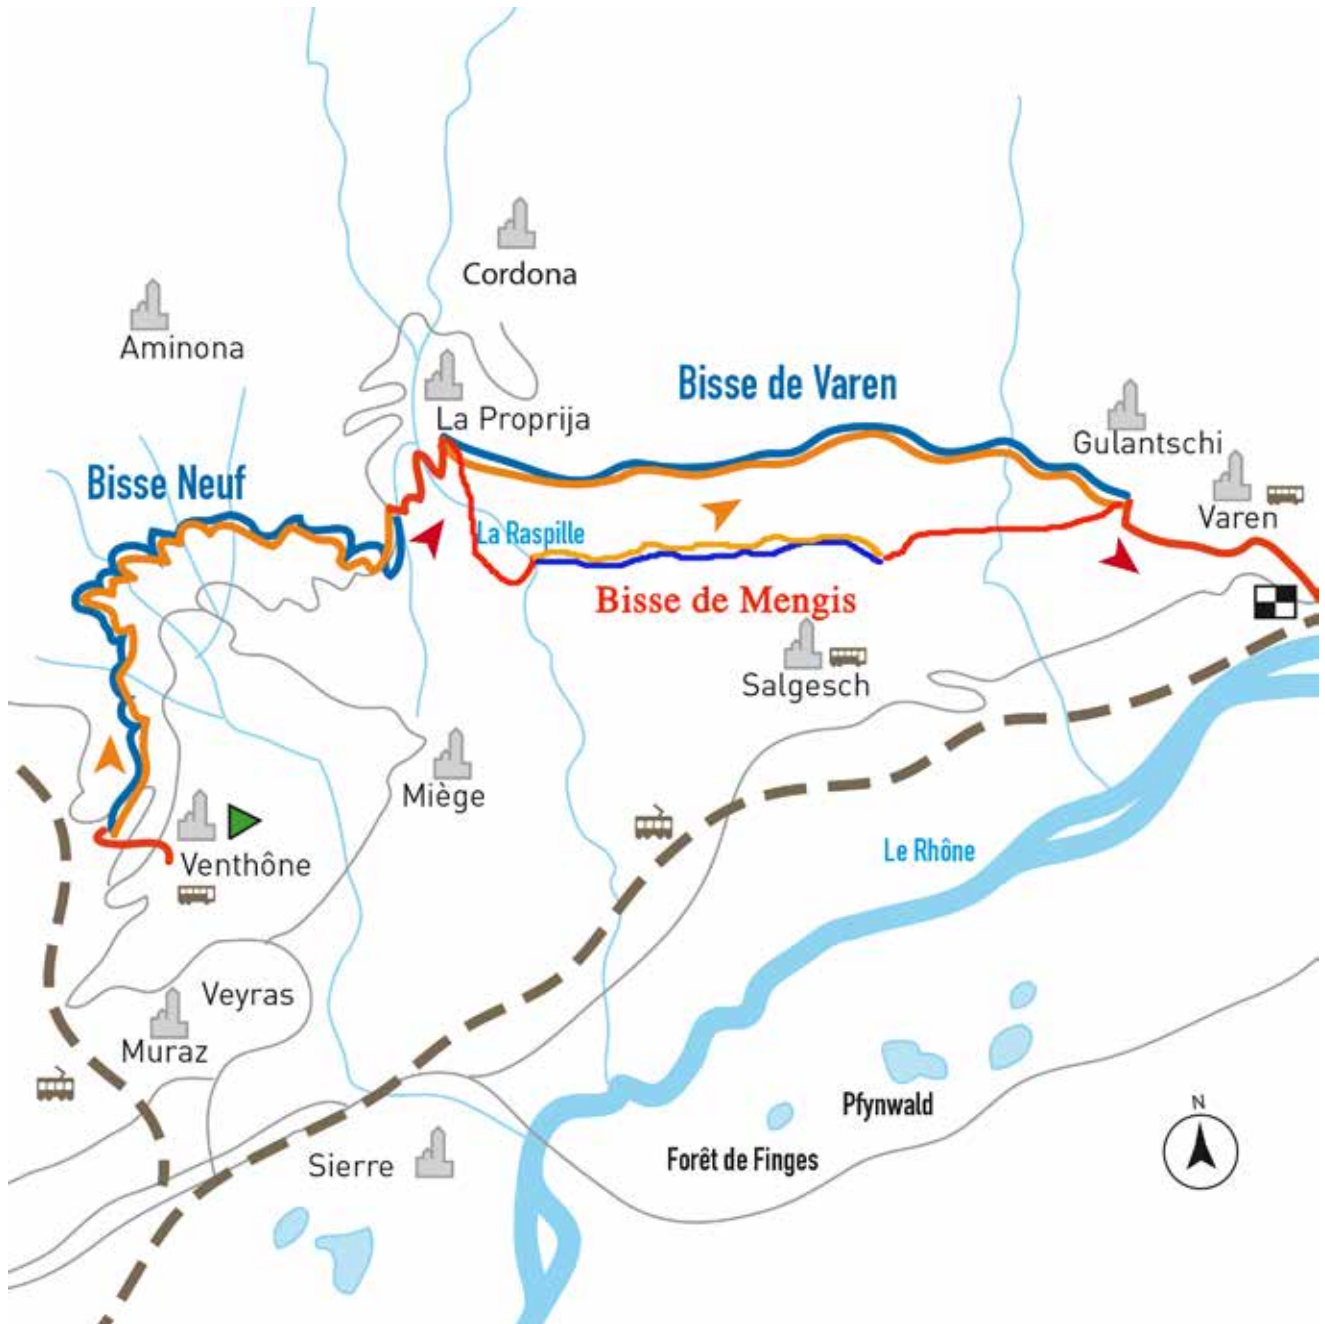 Cordona
Aminona
Bisse de Varen
La Proprija
Gulantschi
Bisse Neuf
Varen
La Raspille
Bisse de Mengis
Salgesch
Miège
Le Rhône
Venthône
Veyras
Muraz
Pfynwald
N
Forêt de Finges
Sierre